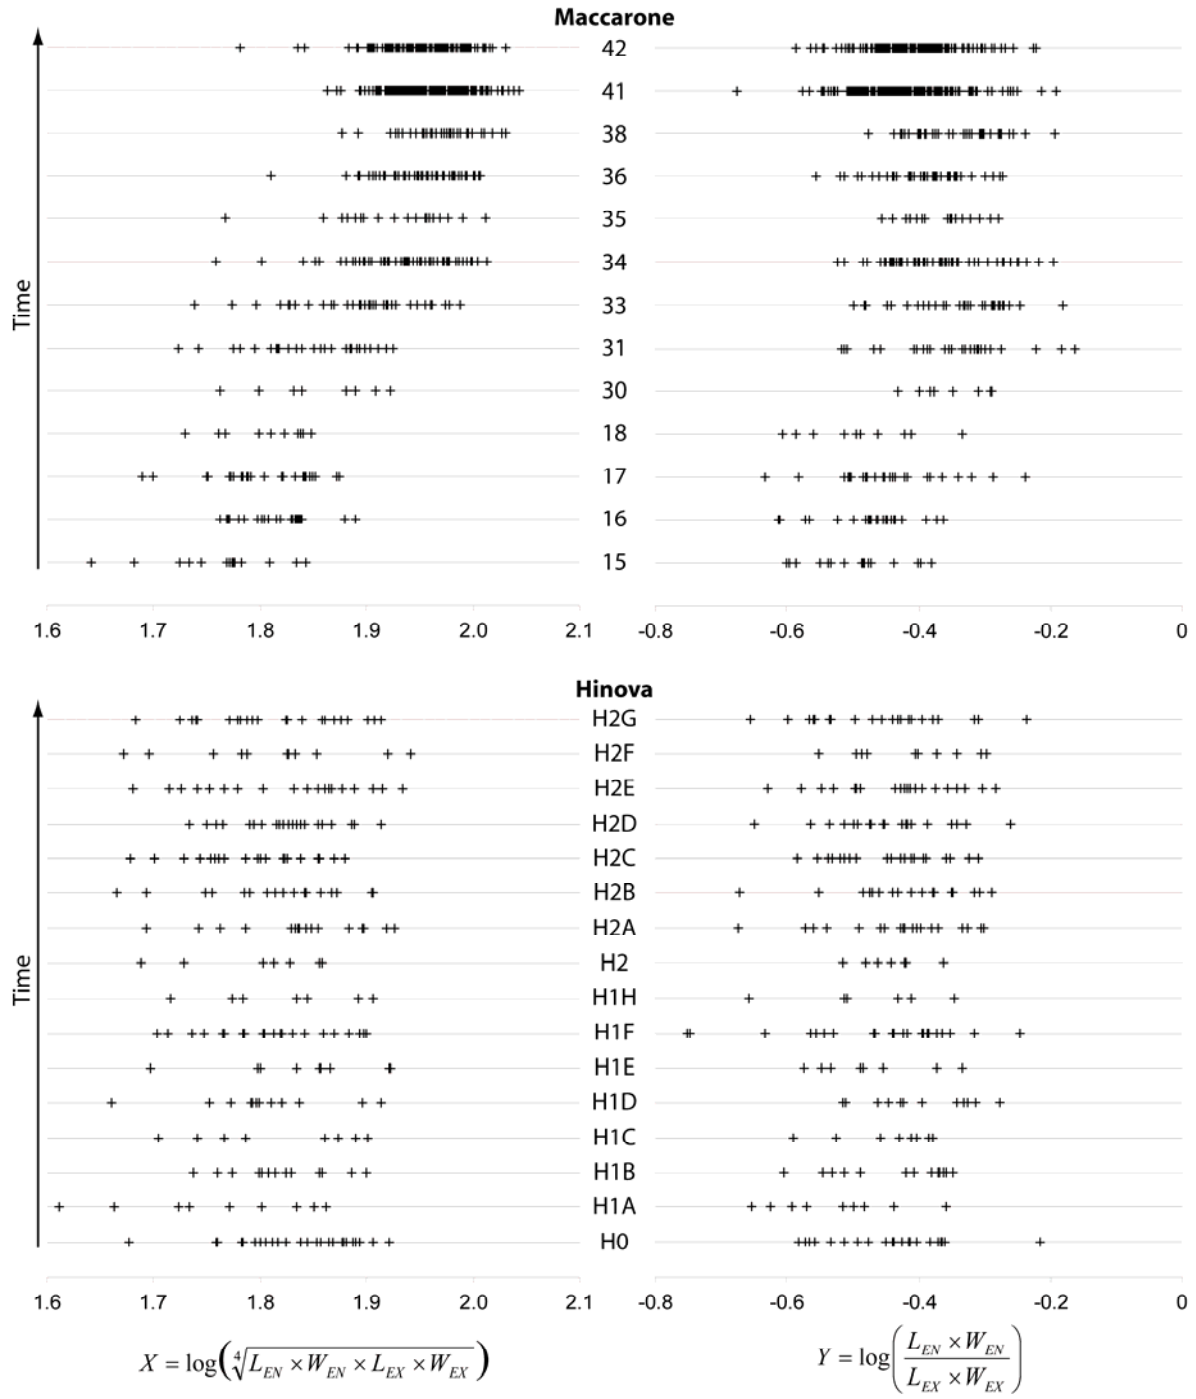 Maccarone
42
41
38
36
35
34
33
31
30
18
17
16
15
Time
1.6 1.7 1.8 1.9 2.0 2.1 -0.8 -0.6 -0.4 -0.2 0
Hinova
H2G
H2F
H2E
H2D
H2C
H2B
H2A
H2
H1H
H1F
H1E
H1D
H1C
H1B
H1A
H0
Time
1.6 1.7 1.8 1.9 2.0 2.1 -0.8 -0.6 -0.4 -0.2 0
X = log(∜(L_EN × W_EN × L_EX × W_EX)) Y = log((L_EN × W_EN)/(L_EX × W_EX))